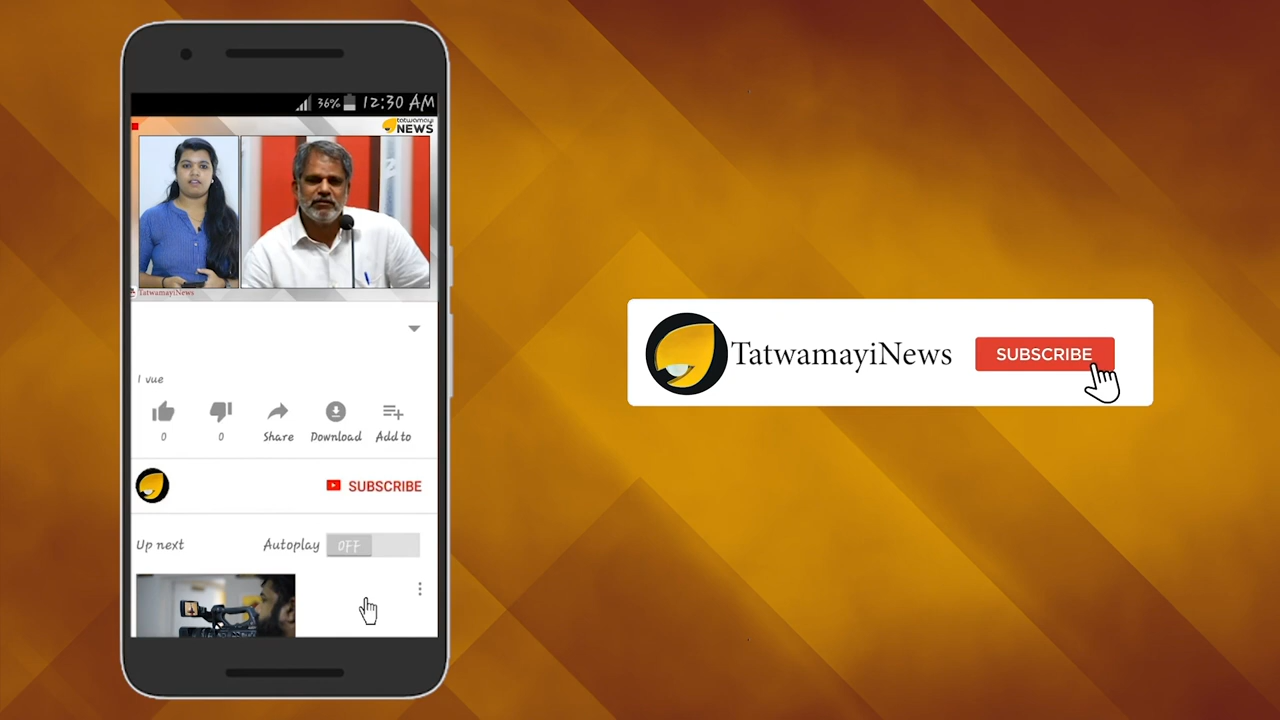 36% 12:30 AM
tatwamayi
NEWS
TatwamayiNews
1 vue
0 0 Share Download Add to
SUBSCRIBE
Up next Autoplay OFF
TatwamayiNews SUBSCRIBE